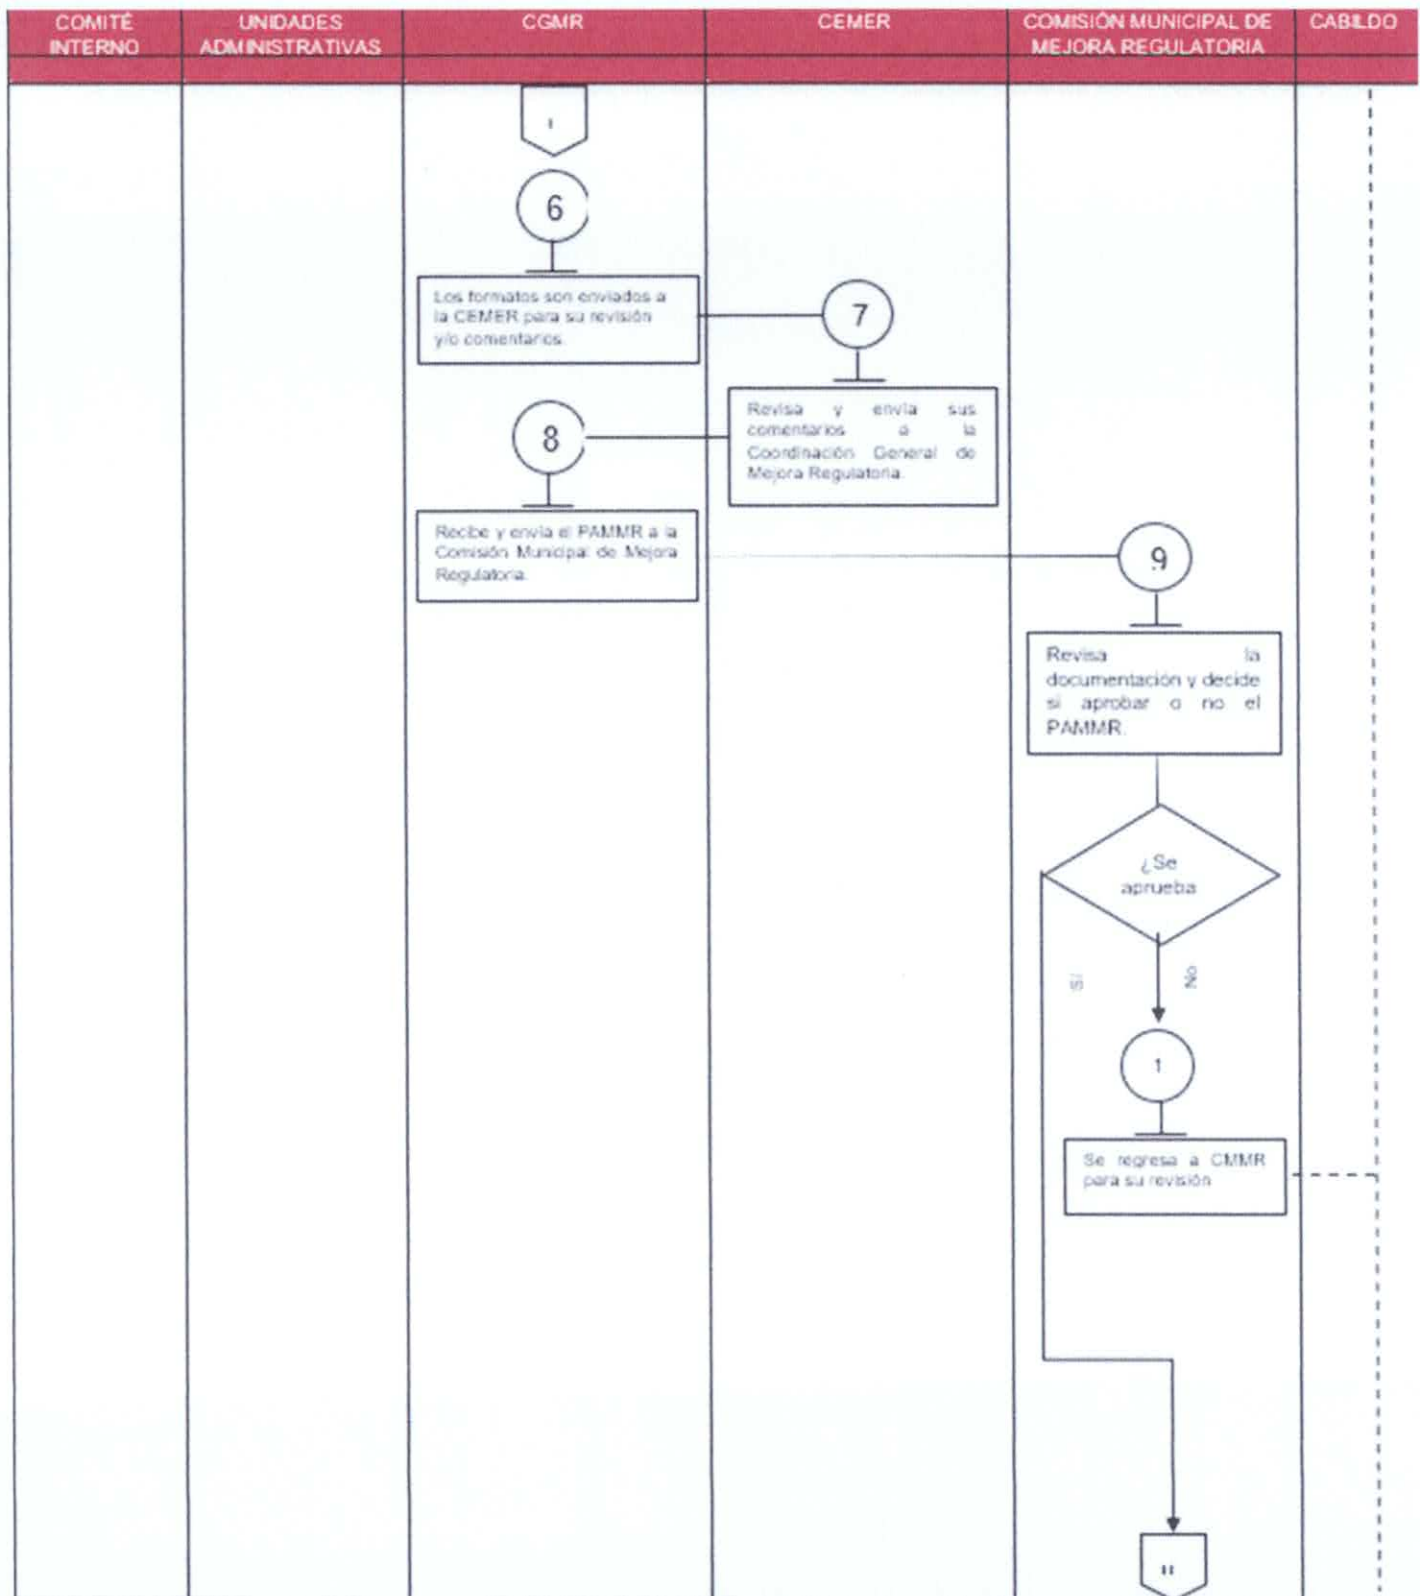 COMITÉ
INTERNO
UNIDADES
ADMINISTRATIVAS
CGMR
CEMER
COMISIÓN MUNICIPAL DE
MEJORA REGULATORIA
CABILDO
I
6
Los formatos son enviados a
la CEMER para su revisión
y/o comentarios.
7
Revisa y envía sus
comentarios a la
Coordinación General de
Mejora Regulatoria.
8
Recibe y envía el PAMMR a la
Comisión Municipal de Mejora
Regulatoria.
9
Revisa la
documentación y decide
si aprobar o no el
PAMMR.
¿Se
aprueba
Sí
No
1
Se regresa a CMMR
para su revisión
II